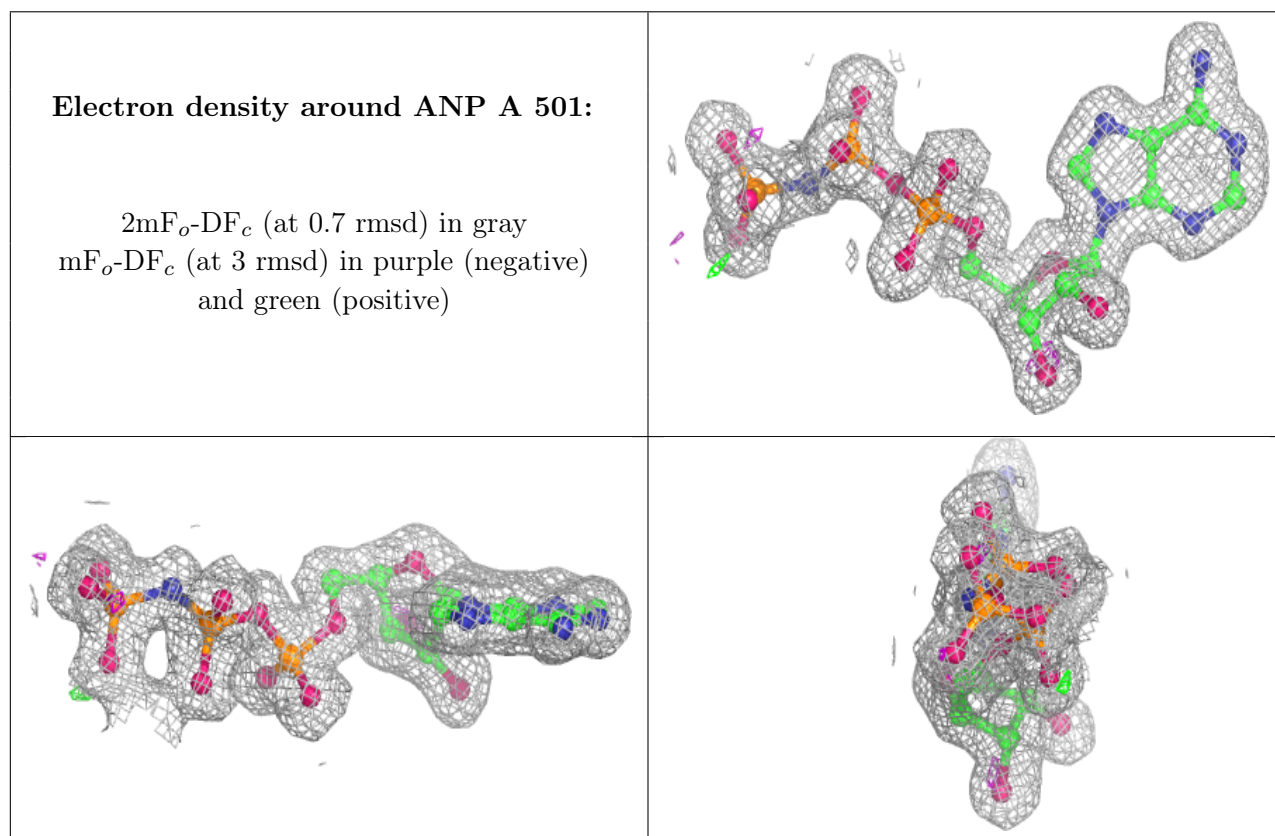 Electron density around ANP A 501:
2mFₒ-DF𝒸 (at 0.7 rmsd) in gray
mFₒ-DF𝒸 (at 3 rmsd) in purple (negative)
and green (positive)